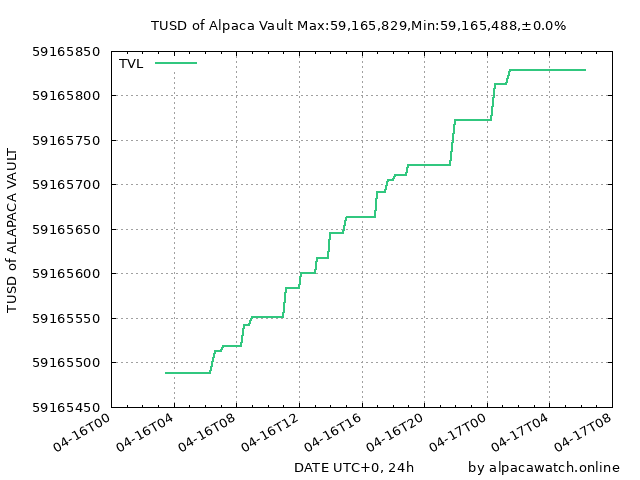 TUSD of Alpaca Vault Max:59,165,829,Min:59,165,488,±0.0%
TUSD of ALAPACA VAULT
TVL
59165850
59165800
59165750
59165700
59165650
59165600
59165550
59165500
59165450
04-16T00
04-16T04
04-16T08
04-16T12
04-16T16
04-16T20
04-17T00
04-17T04
04-17T08
DATE UTC+0, 24h
by alpacawatch.online